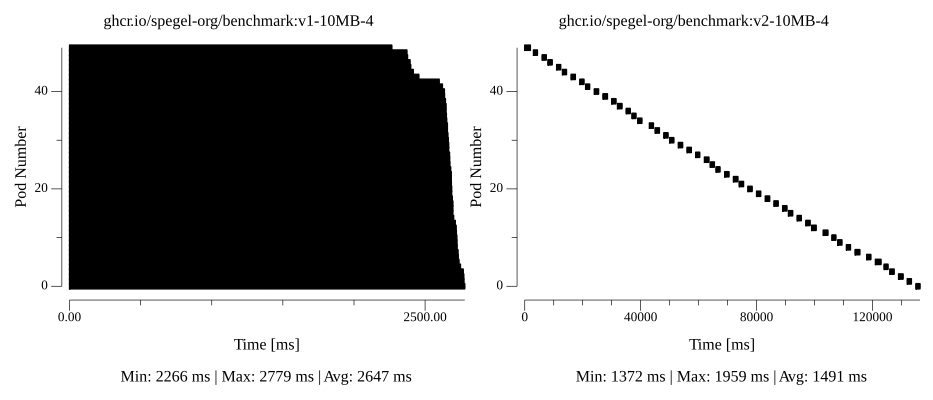 ghcr.io/spegel-org/benchmark:v1-10MB-4
40
20
0
Pod Number
0.00
2500.00
Time [ms]
Min: 2266 ms | Max: 2779 ms | Avg: 2647 ms
ghcr.io/spegel-org/benchmark:v2-10MB-4
40
20
0
Pod Number
0
40000
80000
120000
Time [ms]
Min: 1372 ms | Max: 1959 ms | Avg: 1491 ms